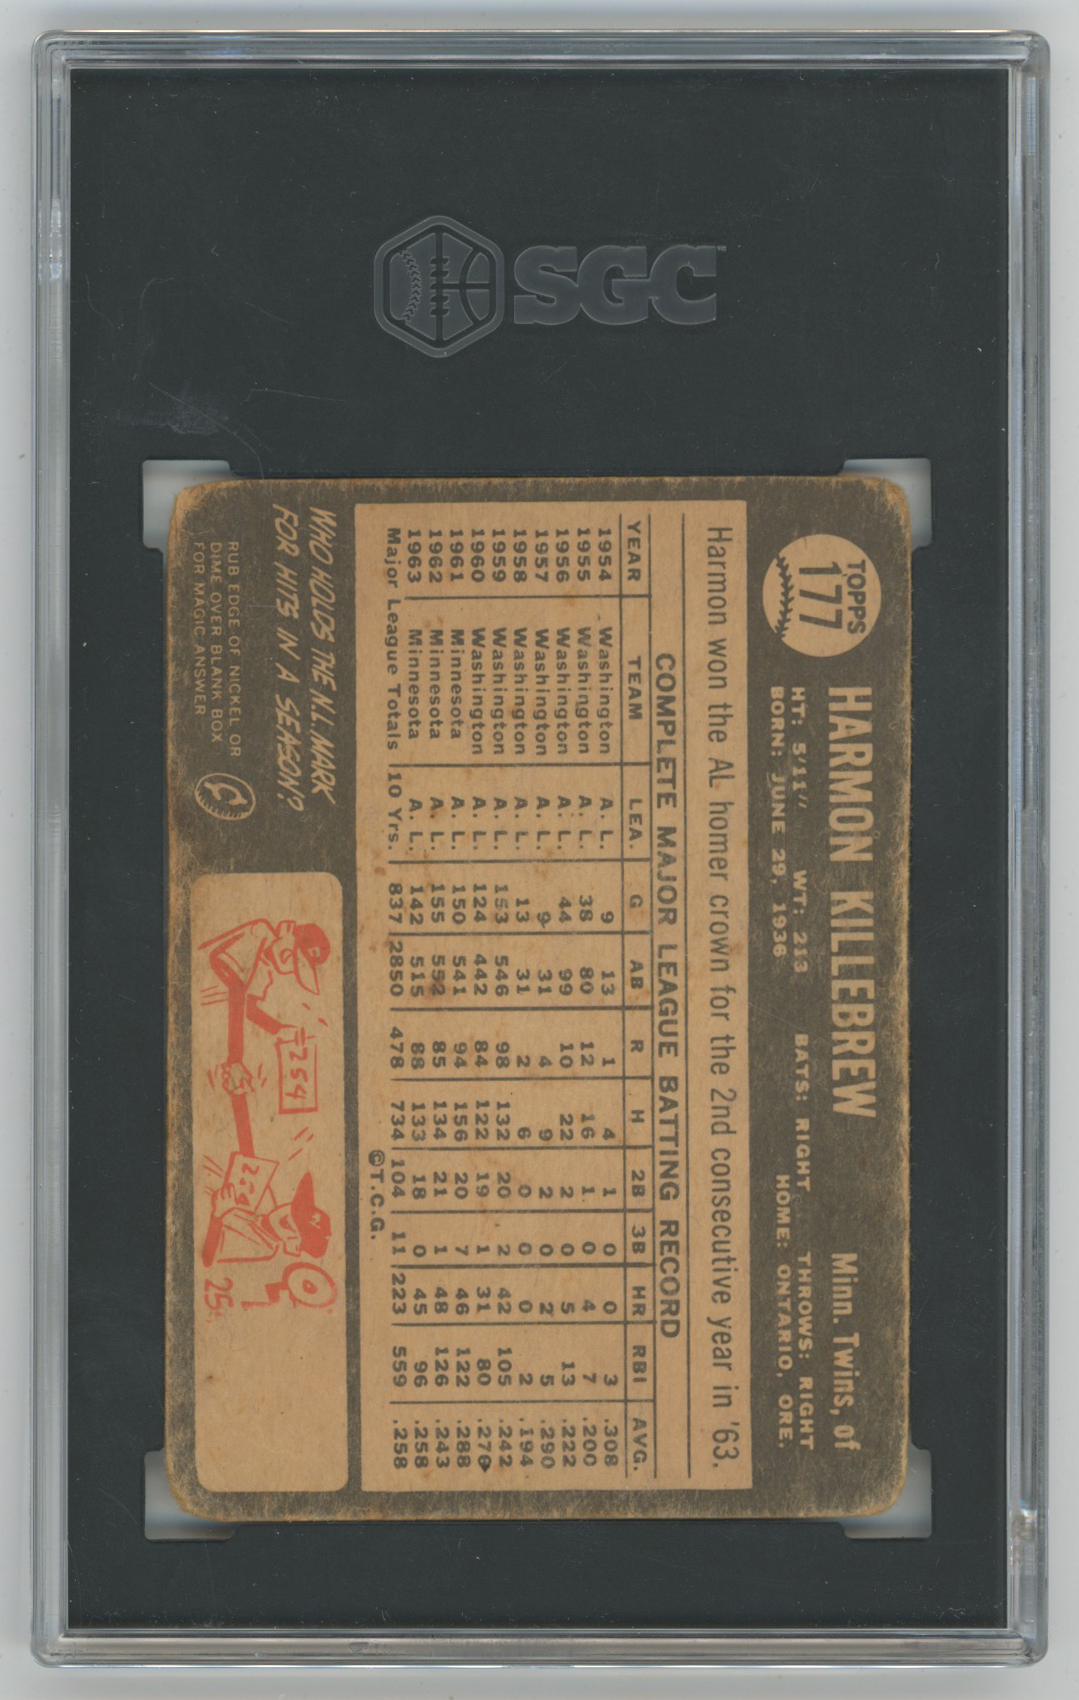 SGC
TOPPS
177
HARMON KILLEBREW Minn. Twins, of
HT: 5'11" WT: 213 BATS: RIGHT THROWS: RIGHT
BORN: JUNE 29, 1936 HOME: ONTARIO, ORE.
Harmon won the AL homer crown for the 2nd consecutive year in '63.
COMPLETE MAJOR LEAGUE BATTING RECORD
YEAR TEAM LEA. G AB R H 2B 3B HR RBI AVG.
1954 Washington A. L. 9 13 1 4 1 0 0 3 .308
1955 Washington A. L. 38 80 12 16 1 0 4 7 .200
1956 Washington A. L. 44 99 10 22 2 0 5 13 .222
1957 Washington A. L. 9 31 4 9 2 0 2 5 .290
1958 Washington A. L. 13 31 2 6 0 0 0 2 .194
1959 Washington A. L. 153 546 98 132 20 2 42 105 .242
1960 Washington A. L. 124 442 84 122 19 1 31 80 .276
1961 Minnesota A. L. 150 541 94 156 20 7 46 122 .288
1962 Minnesota A. L. 155 552 85 134 21 1 48 126 .243
1963 Minnesota A. L. 142 515 88 133 18 0 45 96 .258
Major League Totals 10 Yrs. 837 2850 478 734 104 11 223 559 .258
©T.C.G.
WHO HOLDS THE N.L. MARK
FOR HITS IN A SEASON?
RUB EDGE OF NICKEL OR
DIME OVER BLANK BOX
FOR MAGIC ANSWER
254
254